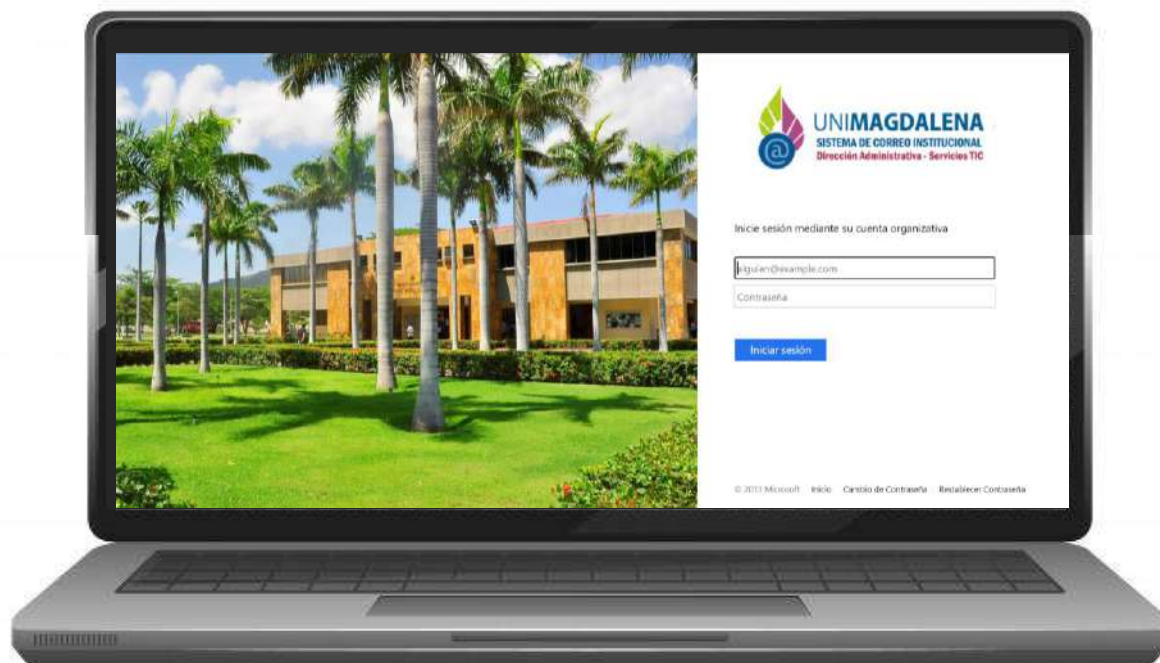 UNIMAGDALENA
SISTEMA DE CORREO INSTITUCIONAL
Dirección Administrativa - Servicios TIC
Inicie sesión mediante su cuenta organizativa
alguien@example.com
Contraseña
Iniciar sesión
© 2013 Microsoft Inicio Cambio de Contraseña Restablecer Contraseña